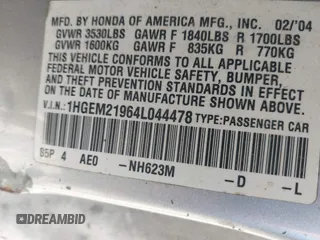 MFD. BY HONDA OF AMERICA MFG., INC. 02/'04
GVWR 3530LBS GAWR F 1840LBS R 1700LBS
GVWR 1600KG GAWR F 835KG R 770KG
THIS VEHICLE CONFORMS TO ALL APPLICABLE
FEDERAL MOTOR VEHICLE SAFETY, BUMPER,
AND THEFT PREVENTION STANDARDS IN EFFECT
ON THE DATE OF MANUFACTURE SHOWN ABOVE.
V.I.N.: 1HGEM21964L044478 TYPE: PASSENGER CAR
S5P 4 AE0 -NH623M -D -L
DREAMBID